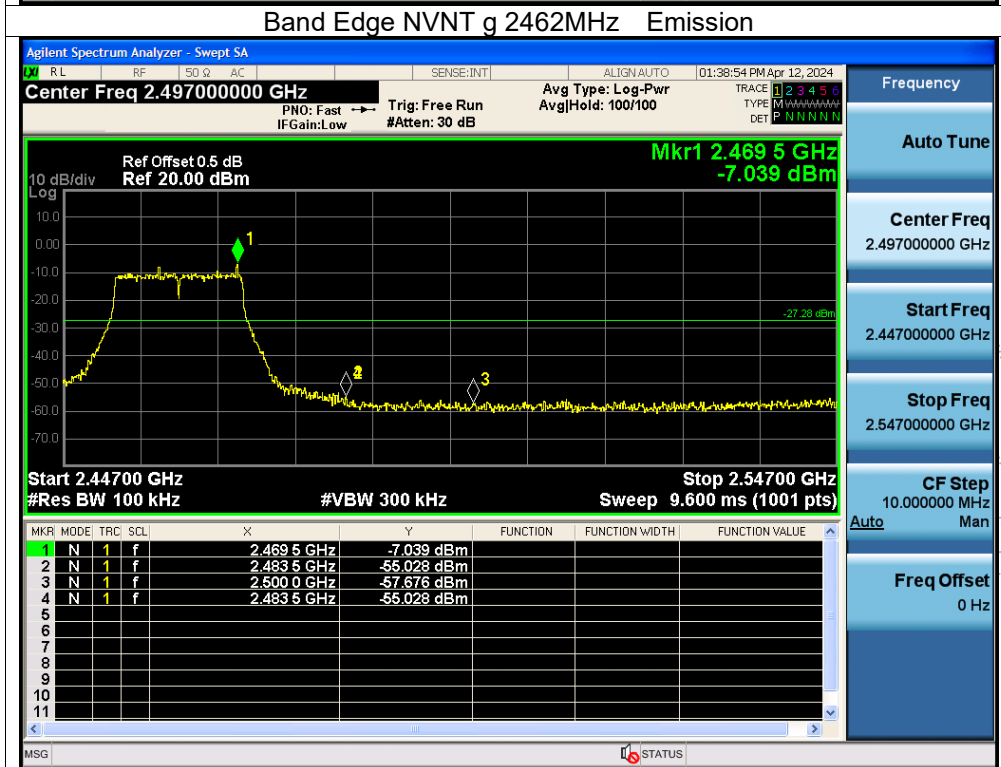 Band Edge NVNT g 2462MHz Emission
Agilent Spectrum Analyzer - Swept SA
LXI RL RF 50 Ω AC SENSE:INT ALIGN AUTO 01:38:54 PM Apr 12, 2024
Center Freq 2.497000000 GHz
PNO: Fast
IFGain:Low
Trig: Free Run
#Atten: 30 dB
Avg Type: Log-Pwr
Avg|Hold: 100/100
TRACE 1 2 3 4 5 6
TYPE M W W W W W
DET P N N N N N
Mkr1 2.469 5 GHz
-7.039 dBm
Ref Offset 0.5 dB
10 dB/div Ref 20.00 dBm
Log
10.0
0.00
-10.0
-20.0
-30.0
-40.0
-50.0
-60.0
-70.0
1
-27.28 dBm
3
Start 2.44700 GHz Stop 2.54700 GHz
#Res BW 100 kHz #VBW 300 kHz Sweep 9.600 ms (1001 pts)
MKR MODE TRC SCL X Y FUNCTION FUNCTION WIDTH FUNCTION VALUE
1 N 1 f 2.469 5 GHz -7.039 dBm
2 N 1 f 2.483 5 GHz -55.028 dBm
3 N 1 f 2.500 0 GHz -57.676 dBm
4 N 1 f 2.483 5 GHz -55.028 dBm
5
6
7
8
9
10
11
MSG STATUS
Frequency
Auto Tune
Center Freq
2.497000000 GHz
Start Freq
2.447000000 GHz
Stop Freq
2.547000000 GHz
CF Step
10.000000 MHz
Auto Man
Freq Offset
0 Hz